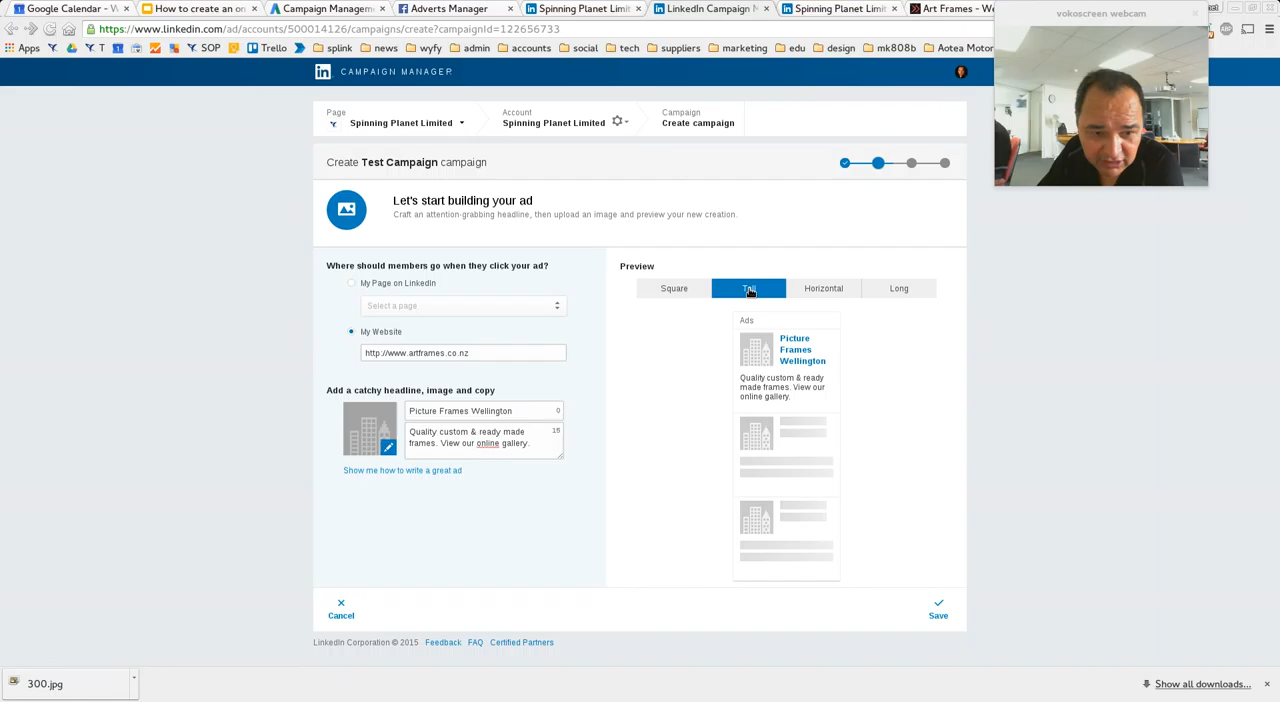 Google Calendar - V
How to create an on
Campaign Managem
Adverts Manager
Spinning Planet Limit
LinkedIn Campaign M
Spinning Planet Limit
Art Frames - We
vokoscreen webcam
https://www.linkedin.com/ad/accounts/500014126/campaigns/create?campaignId=122656733
Apps
T
SOP
Trello
splink
news
wyfy
admin
accounts
social
tech
suppliers
marketing
edu
design
mk808b
Aotea Motor
in CAMPAIGN MANAGER
Page
Spinning Planet Limited
Account
Spinning Planet Limited
Campaign
Create campaign
Create Test Campaign campaign
Let's start building your ad
Craft an attention-grabbing headline, then upload an image and preview your new creation.
Where should members go when they click your ad?
My Page on LinkedIn
Select a page
My Website
http://www.artframes.co.nz
Add a catchy headline, image and copy
Picture Frames Wellington 0
Quality custom & ready made 15
frames. View our online gallery.
Show me how to write a great ad
Preview
Square
Tall
Horizontal
Long
Ads
Picture
Frames
Wellington
Quality custom & ready
made frames. View our
online gallery.
Cancel
Save
LinkedIn Corporation © 2015 Feedback FAQ Certified Partners
300.jpg
Show all downloads...